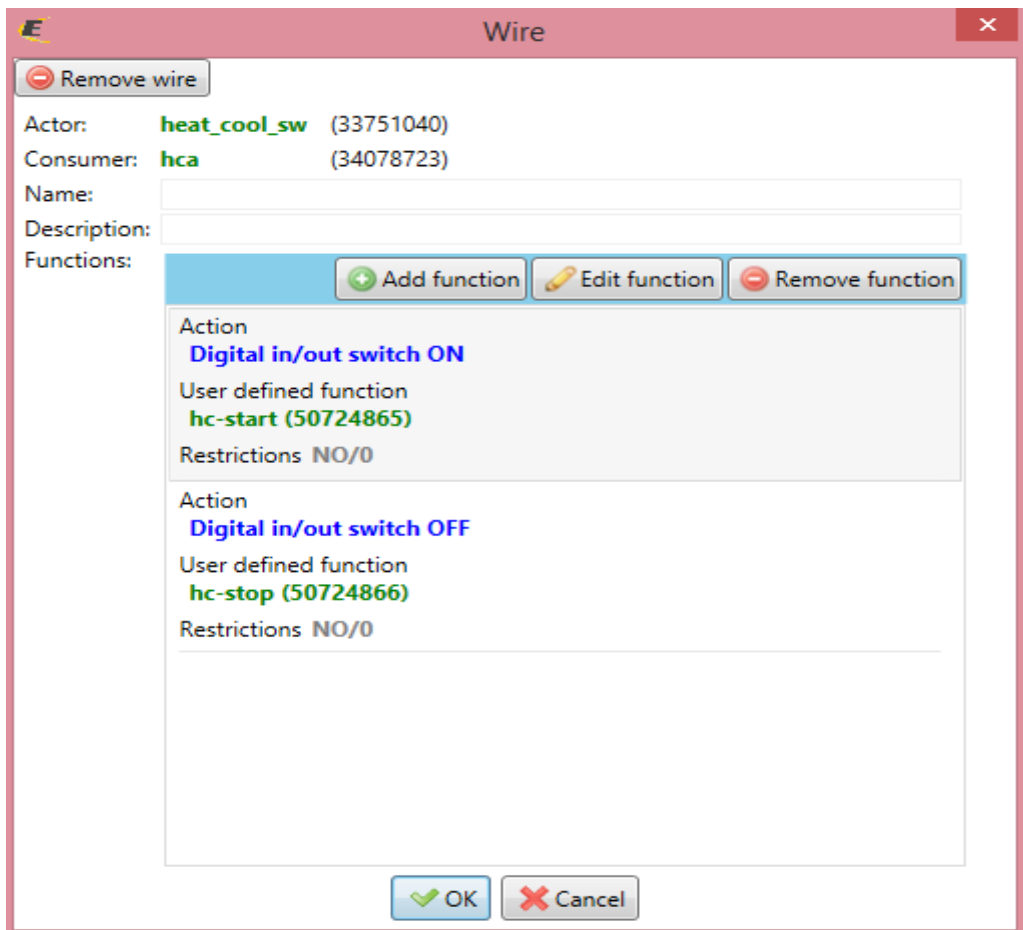 Wire
Remove wire
Actor: heat_cool_sw (33751040)
Consumer: hca (34078723)
Name:
Description:
Functions:
Add function Edit function Remove function
Action
Digital in/out switch ON
User defined function
hc-start (50724865)
Restrictions NO/0
Action
Digital in/out switch OFF
User defined function
hc-stop (50724866)
Restrictions NO/0
OK Cancel